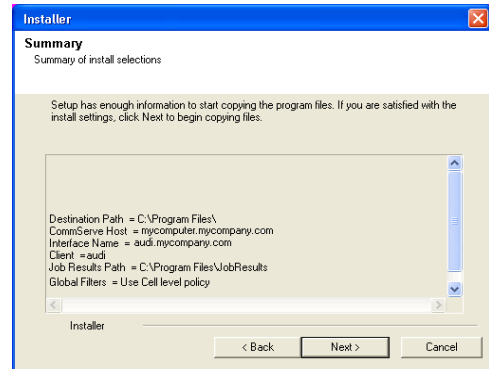 Installer
Summary
Summary of install selections
Setup has enough information to start copying the program files. If you are satisfied with the
install settings, click Next to begin copying files.
Destination Path = C:\Program Files\
CommServe Host = mycomputer.mycompany.com
Interface Name = audi.mycompany.com
Client =audi
Job Results Path = C:\Program Files\JobResults
Global Filters = Use Cell level policy
Installer
< Back Next > Cancel